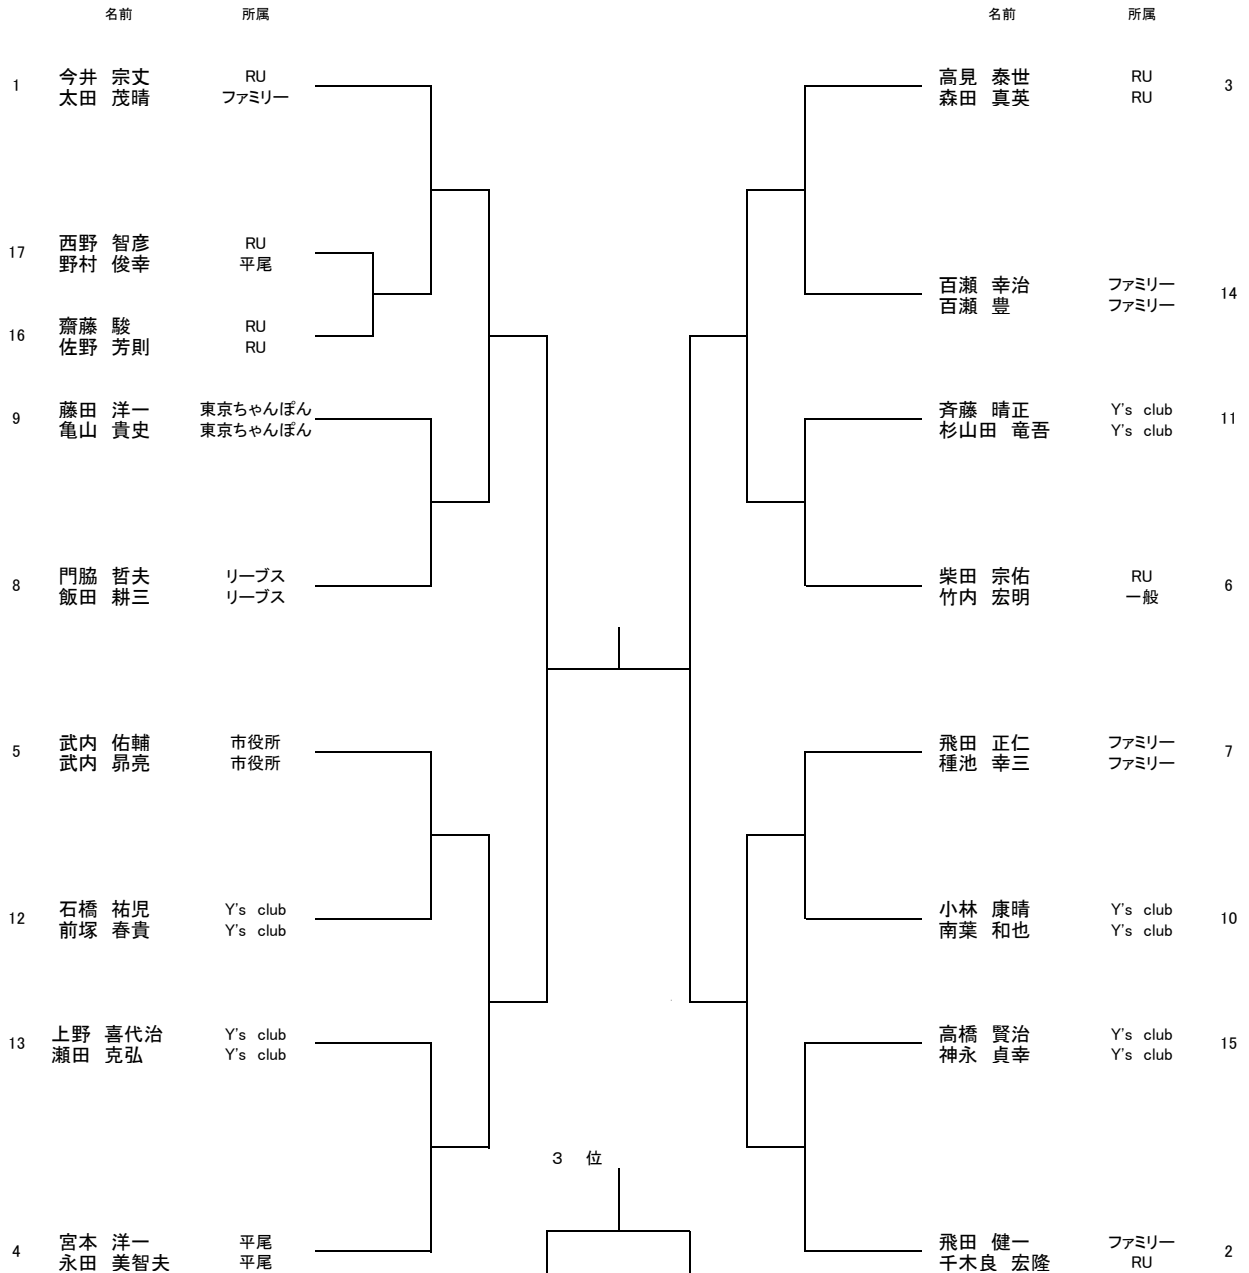 名前 所属
1 今井 宗丈 RU
太田 茂晴 ファミリー
17 西野 智彦 RU
野村 俊幸 平尾
16 齋藤 駿 RU
佐野 芳則 RU
9 藤田 洋一 東京ちゃんぽん
亀山 貴史 東京ちゃんぽん
8 門脇 哲夫 リーブス
飯田 耕三 リーブス
5 武内 佑輔 市役所
武内 昴亮 市役所
12 石橋 祐児 Y's club
前塚 春貴 Y's club
13 上野 喜代治 Y's club
瀬田 克弘 Y's club
4 宮本 洋一 平尾
永田 美智夫 平尾
3 位
名前 所属
高見 泰世 RU 3
森田 真英 RU
百瀬 幸治 ファミリー 14
百瀬 豊 ファミリー
斉藤 晴正 Y's club 11
杉山田 竜吾 Y's club
柴田 宗佑 RU 6
竹内 宏明 一般
飛田 正仁 ファミリー 7
種池 幸三 ファミリー
小林 康晴 Y's club 10
南葉 和也 Y's club
高橋 賢治 Y's club 15
神永 貞幸 Y's club
飛田 健一 ファミリー 2
千木良 宏隆 RU